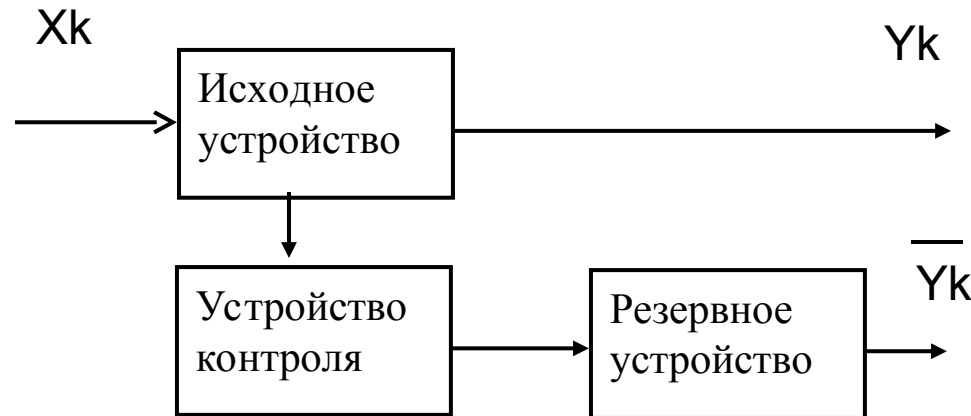 Xk
Yk
Исходное
устройство
Устройство
контроля
Резервное
устройство
Yk